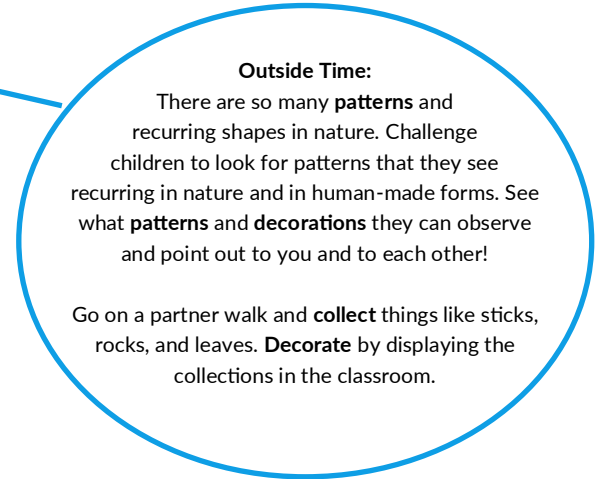 Outside Time:
There are so many patterns and
recurring shapes in nature. Challenge
children to look for patterns that they see
recurring in nature and in human-made forms. See
what patterns and decorations they can observe
and point out to you and to each other!
Go on a partner walk and collect things like sticks,
rocks, and leaves. Decorate by displaying the
collections in the classroom.